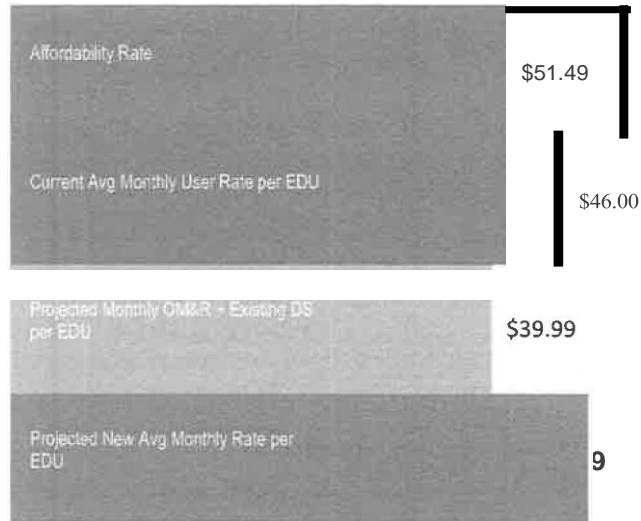 Affordability Rate
$51.49
Current Avg Monthly User Rate per EDU
$46.00
Projected Monthly OM&R + Existing DS
per EDU
$39.99
Projected New Avg Monthly Rate per
EDU
9